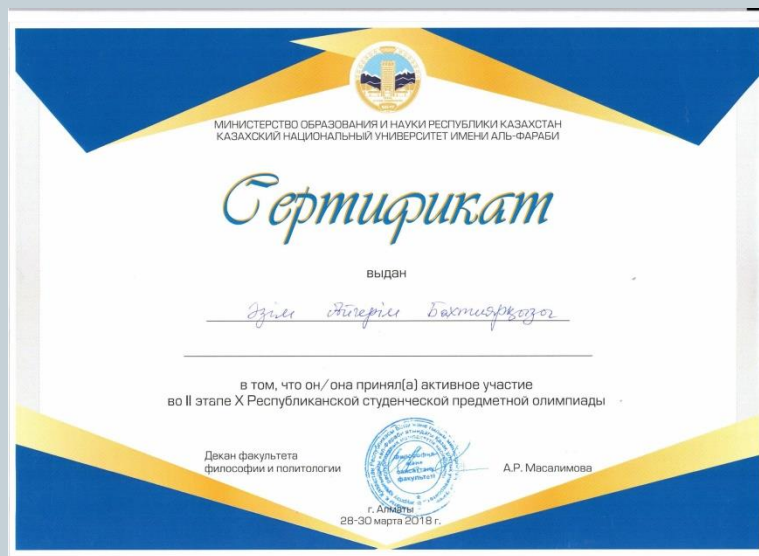 МИНИСТЕРСТВО ОБРАЗОВАНИЯ И НАУКИ РЕСПУБЛИКИ КАЗАХСТАН
КАЗАХСКИЙ НАЦИОНАЛЬНЫЙ УНИВЕРСИТЕТ ИМЕНИ АЛЬ-ФАРАБИ
Сертификат
выдан
Әзім Айгерім Бахтиярқызы
в том, что он/она принял(а) активное участие
во II этапе X Республиканской студенческой предметной олимпиады
Декан факультета
философии и политологии
А.Р. Масалимова
г. Алматы
28-30 марта 2018 г.